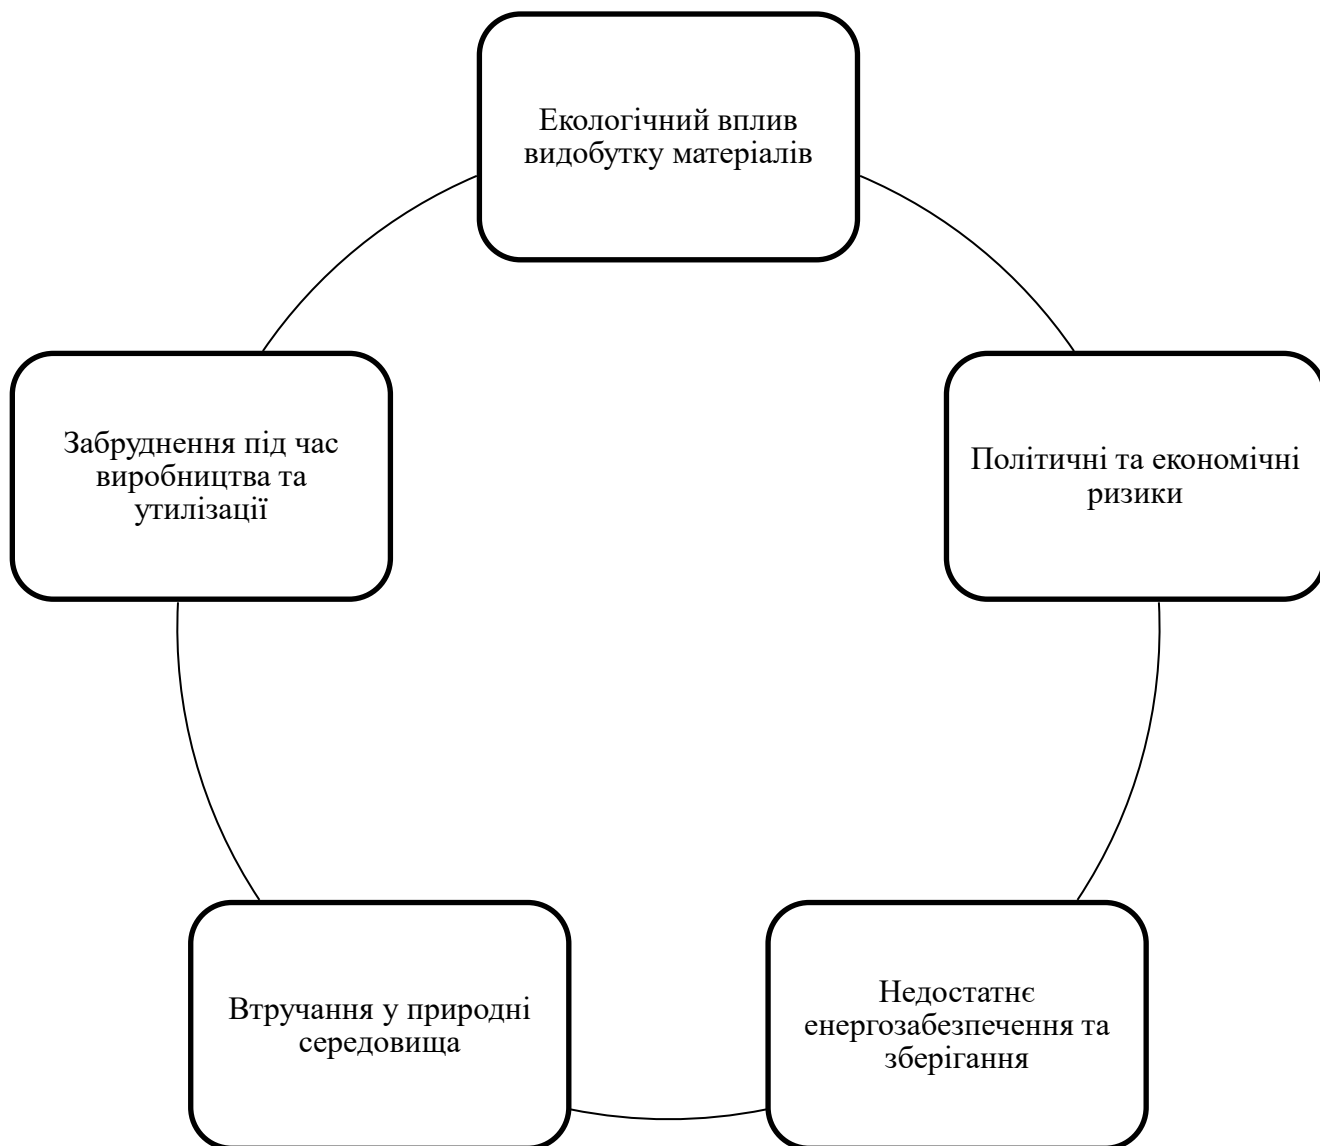 Екологічний вплив
видобутку матеріалів
Політичні та економічні
ризики
Недостатнє
енергозабезпечення та
зберігання
Втручання у природні
середовища
Забруднення під час
виробництва та
утилізації